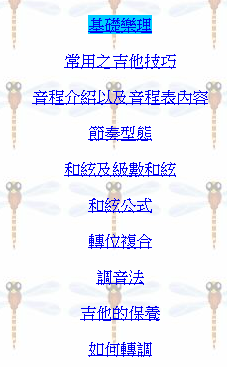 基礎樂理
常用之吉他技巧
音程介紹以及音程表內容
節奏型態
和絃及級數和絃
和絃公式
轉位複合
調音法
吉他的保養
如何轉調